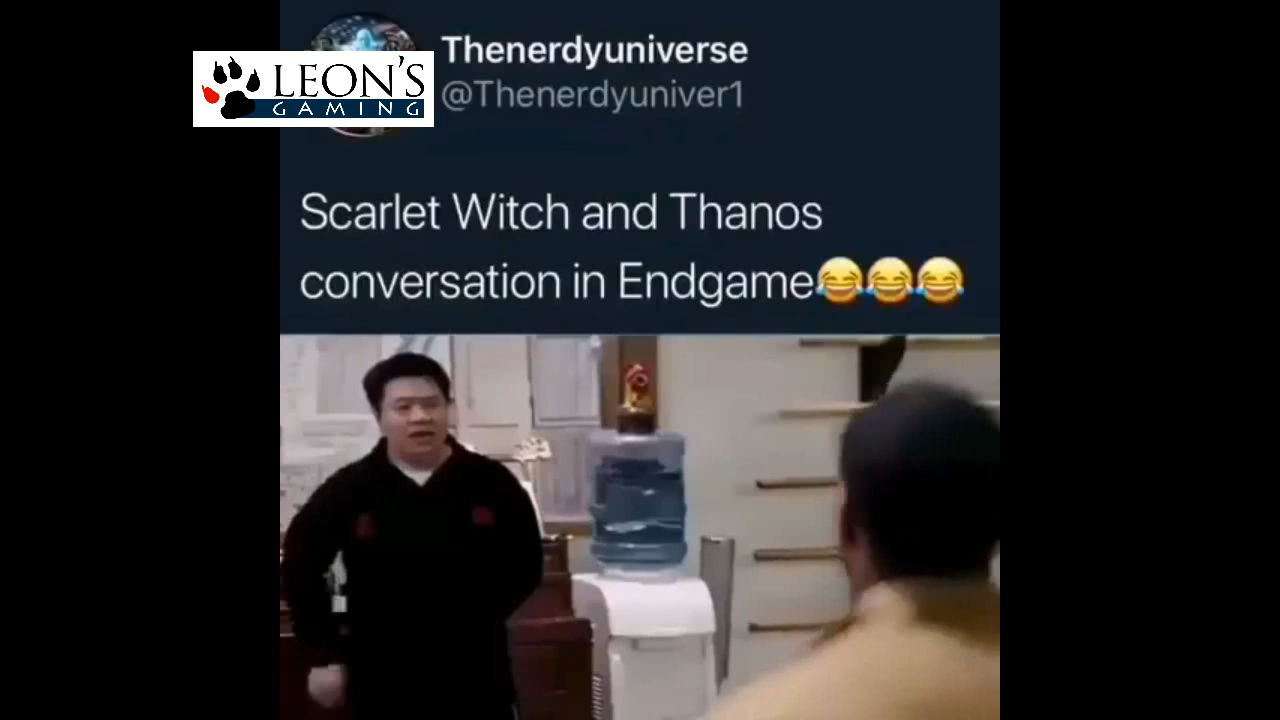 Thenerdyuniverse
LEON'S
GAMING
@Thenerdyuniver1
Scarlet Witch and Thanos
conversation in Endgame😂😂😂